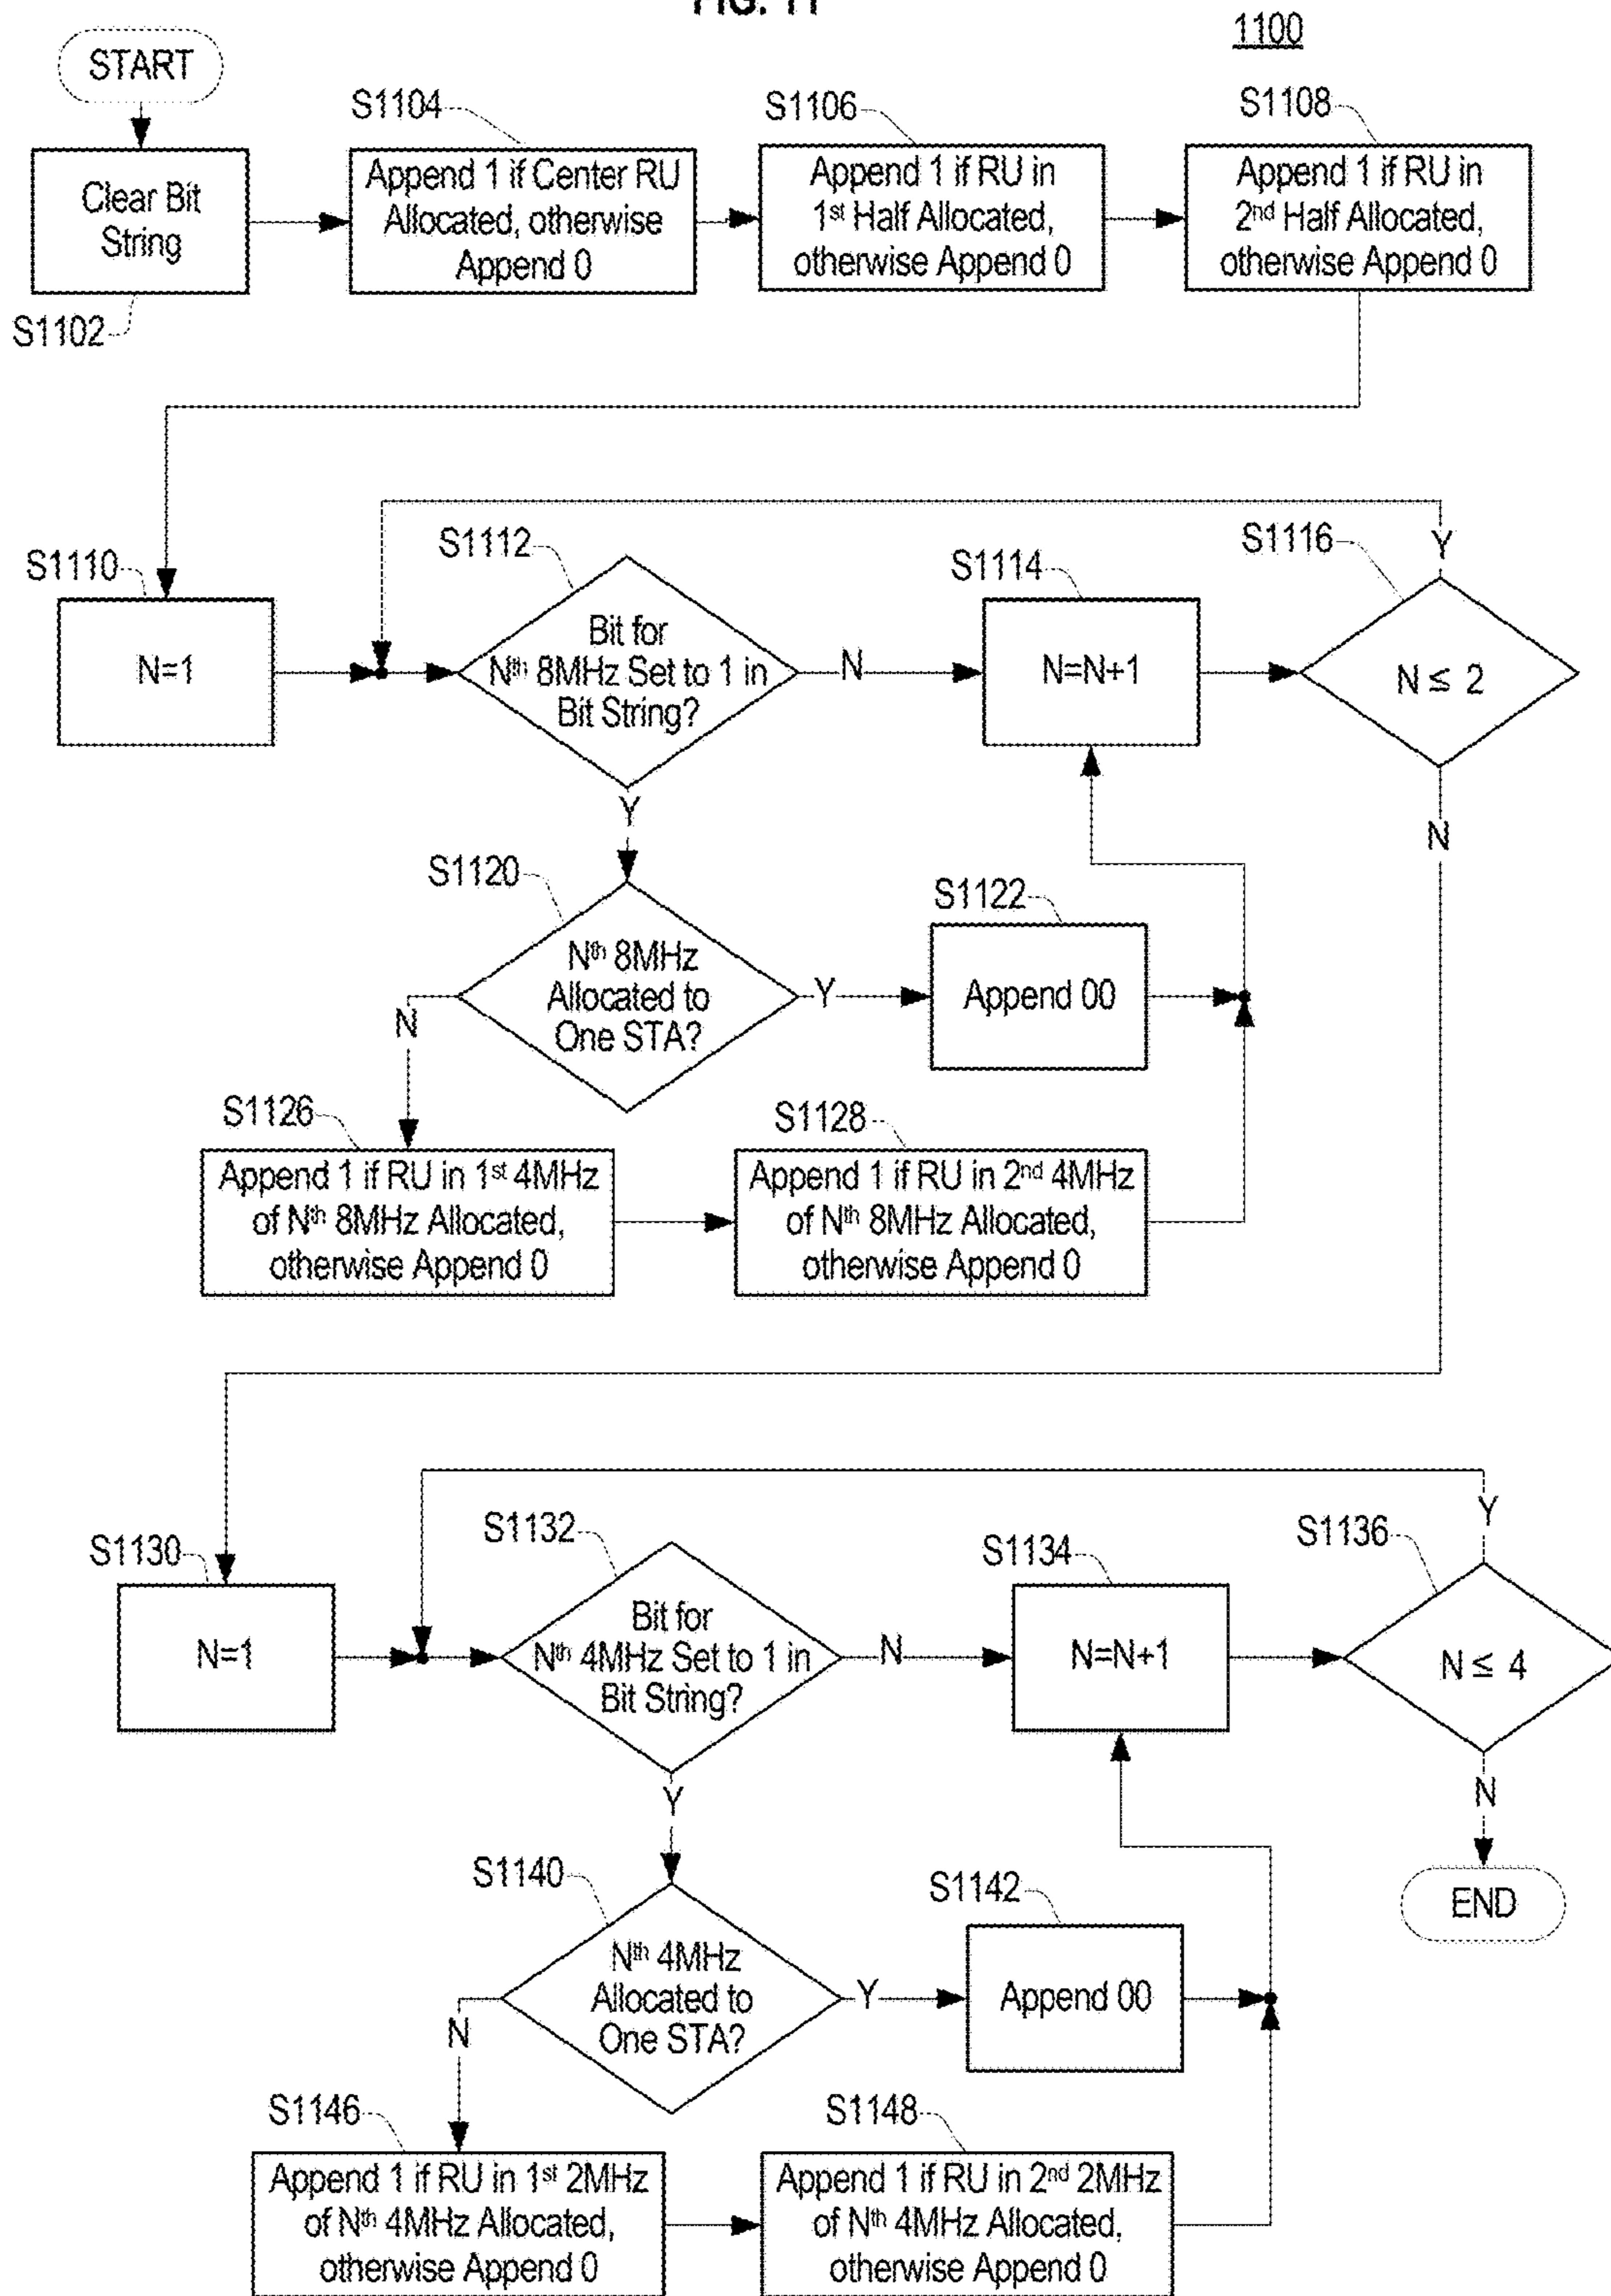 FIG. 11
1100
START
S1104
S1106
S1108
Clear Bit
String
S1102
Append 1 if Center RU
Allocated, otherwise
Append 0
Append 1 if RU in
1st Half Allocated,
otherwise Append 0
Append 1 if RU in
2nd Half Allocated,
otherwise Append 0
S1110
N=1
S1112
Bit for
Nth 8MHz Set to 1 in
Bit String?
N
Y
S1114
N=N+1
S1116
Y
N ≤ 2
N
S1120
Nth 8MHz
Allocated to
One STA?
Y
N
S1122
Append 00
S1126
Append 1 if RU in 1st 4MHz
of Nth 8MHz Allocated,
otherwise Append 0
S1128
Append 1 if RU in 2nd 4MHz
of Nth 8MHz Allocated,
otherwise Append 0
S1130
N=1
S1132
Bit for
Nth 4MHz Set to 1 in
Bit String?
N
Y
S1134
N=N+1
S1136
Y
N ≤ 4
N
END
S1140
Nth 4MHz
Allocated to
One STA?
Y
N
S1142
Append 00
S1146
Append 1 if RU in 1st 2MHz
of Nth 4MHz Allocated,
otherwise Append 0
S1148
Append 1 if RU in 2nd 2MHz
of Nth 4MHz Allocated,
otherwise Append 0